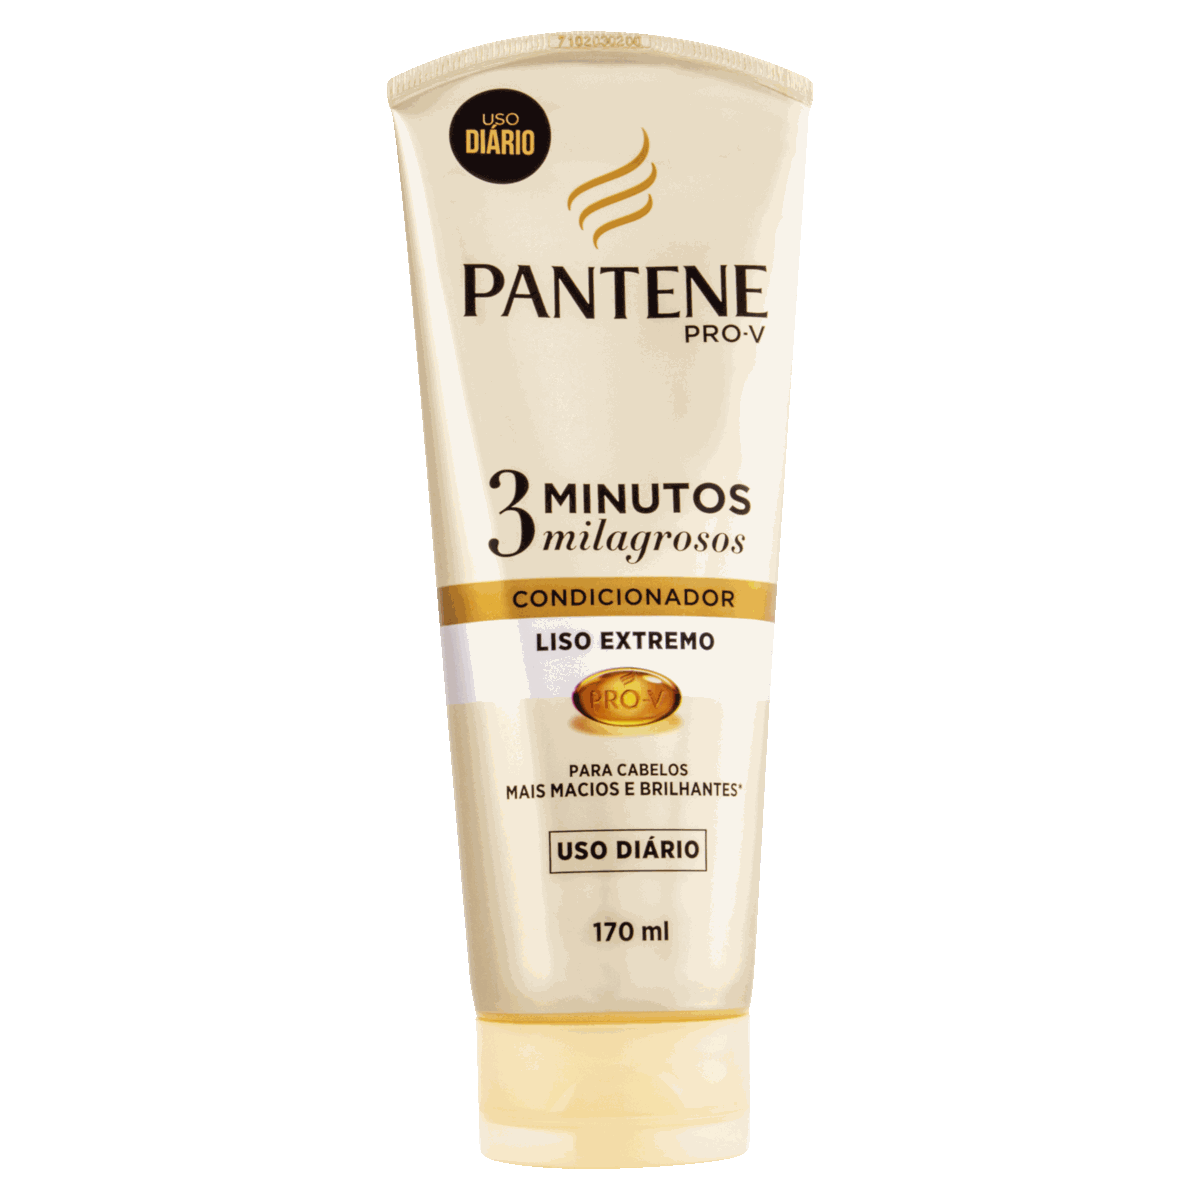 7102030200
USO
DIÁRIO
PANTENE
PRO-V
3 MINUTOS
milagrosos
CONDICIONADOR
LISO EXTREMO
PRO-V
PARA CABELOS
MAIS MACIOS E BRILHANTES*
USO DIÁRIO
170 ml